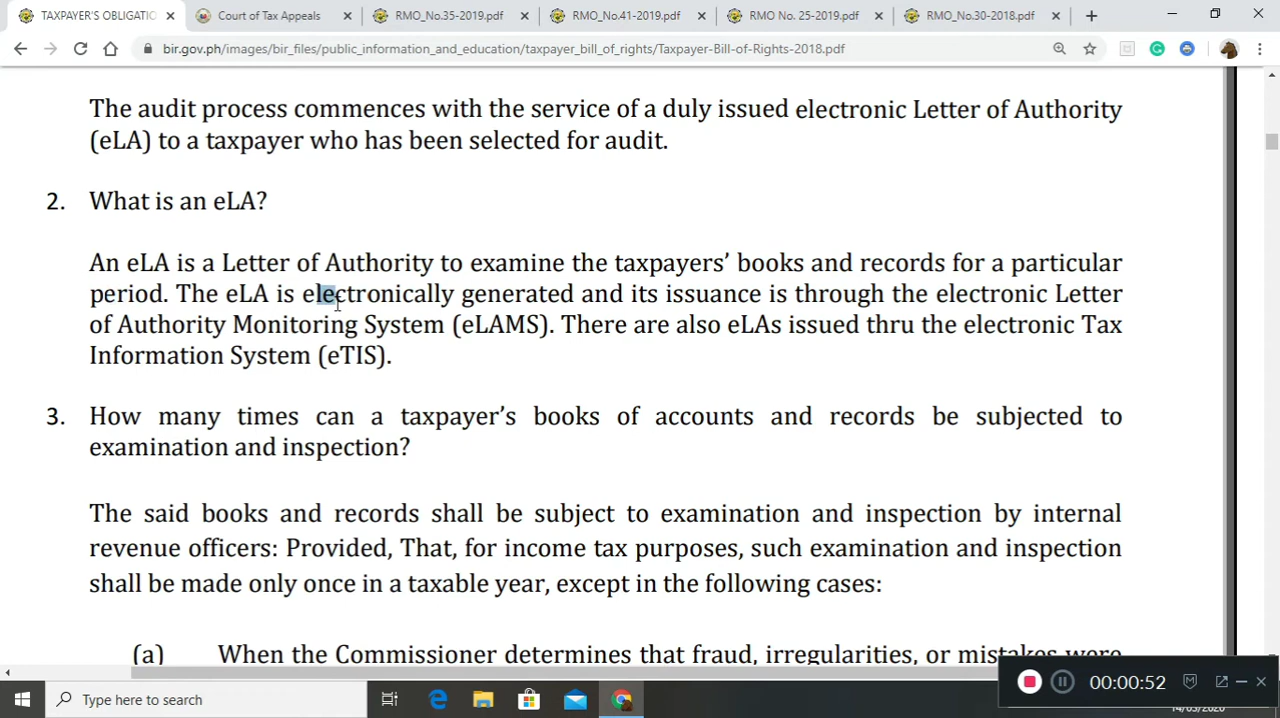 TAXPAYER'S OBLIGATIO
Court of Tax Appeals
RMO_No.35-2019.pdf
RMO_No.41-2019.pdf
RMO No. 25-2019.pdf
RMO_No.30-2018.pdf
bir.gov.ph/images/bir_files/public_information_and_education/taxpayer_bill_of_rights/Taxpayer-Bill-of-Rights-2018.pdf
The audit process commences with the service of a duly issued electronic Letter of Authority
(eLA) to a taxpayer who has been selected for audit.
2. What is an eLA?
An eLA is a Letter of Authority to examine the taxpayers’ books and records for a particular
period. The eLA is electronically generated and its issuance is through the electronic Letter
of Authority Monitoring System (eLAMS). There are also eLAs issued thru the electronic Tax
Information System (eTIS).
3. How many times can a taxpayer’s books of accounts and records be subjected to
examination and inspection?
The said books and records shall be subject to examination and inspection by internal
revenue officers: Provided, That, for income tax purposes, such examination and inspection
shall be made only once in a taxable year, except in the following cases:
(a) When the Commissioner determines that fraud, irregularities, or mistakes were
00:00:52
Type here to search
14/03/2020